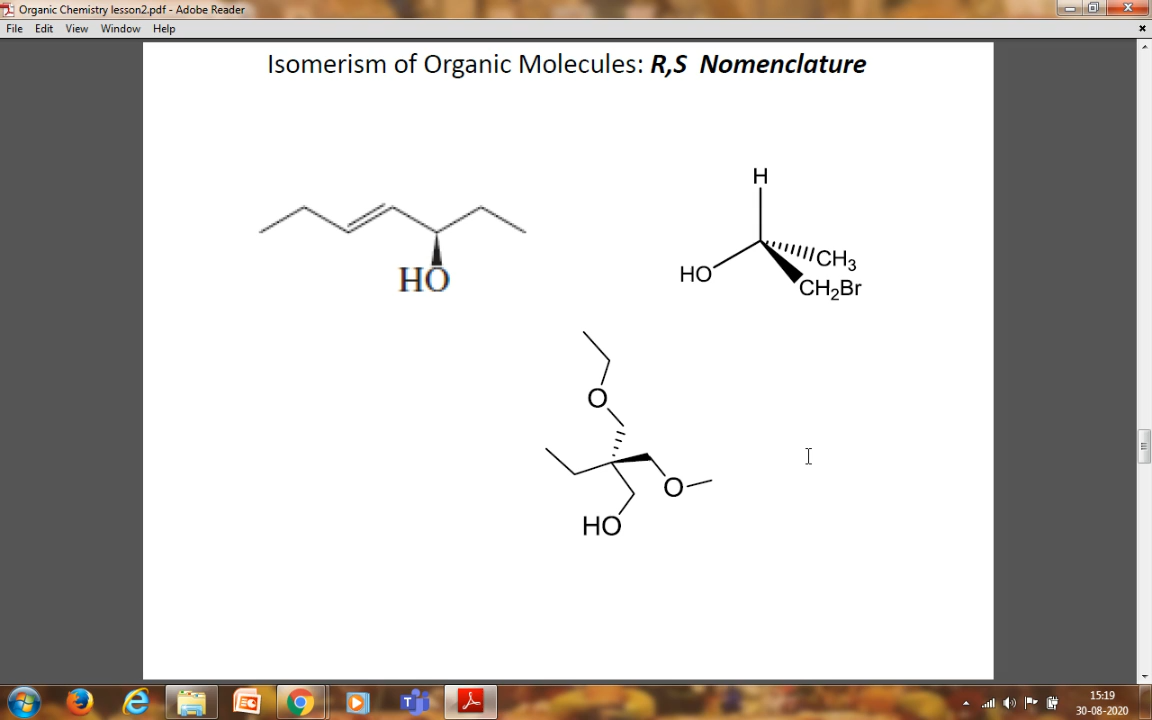 Organic Chemistry lesson2.pdf - Adobe Reader
File Edit View Window Help
Isomerism of Organic Molecules: R,S Nomenclature
HO
H
HO
CH3
CH2Br
O
O
HO
15:19
30-08-2020